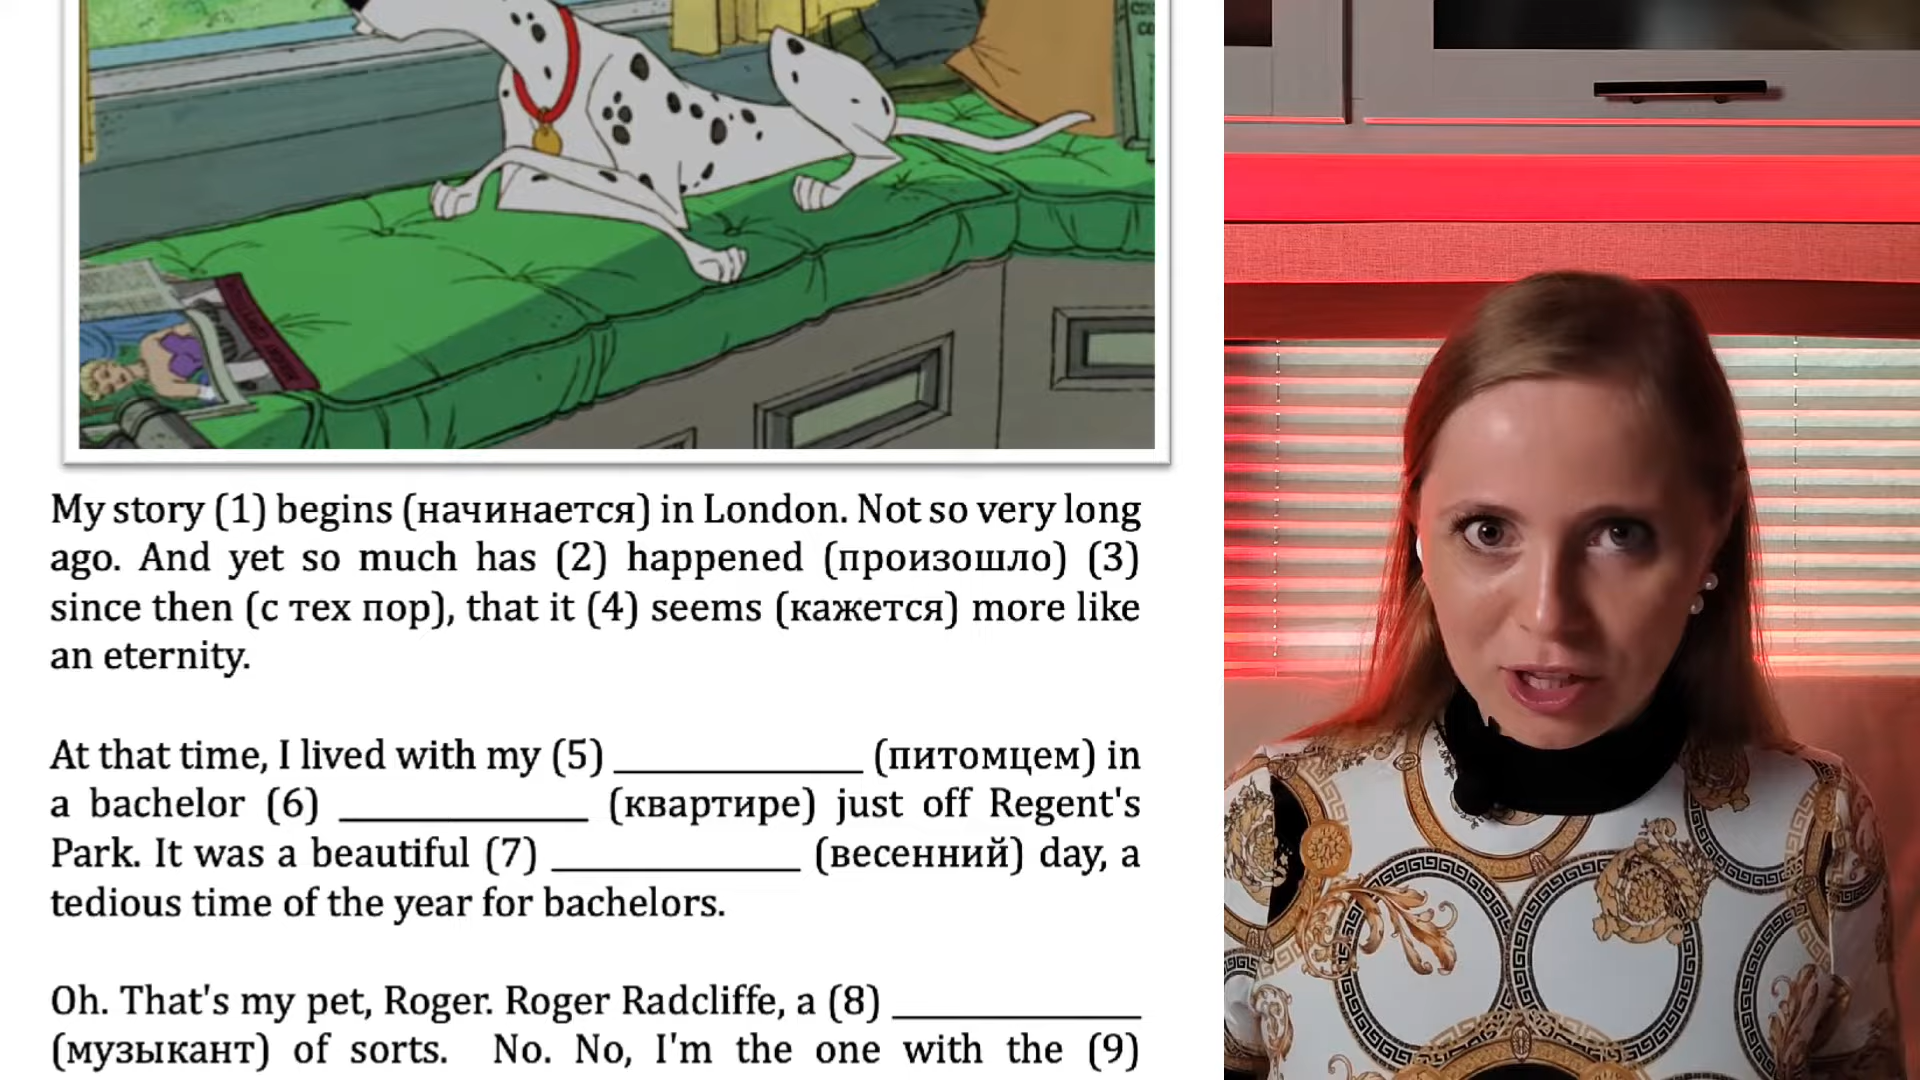 My story (1) begins (начинается) in London. Not so very long
ago. And yet so much has (2) happened (произошло) (3)
since then (с тех пор), that it (4) seems (кажется) more like
an eternity.
At that time, I lived with my (5) ____________ (питомцем) in
a bachelor (6) ____________ (квартире) just off Regent's
Park. It was a beautiful (7) ____________ (весенний) day, a
tedious time of the year for bachelors.
Oh. That's my pet, Roger. Roger Radcliffe, a (8) ____________
(музыкант) of sorts. No. No, I'm the one with the (9)